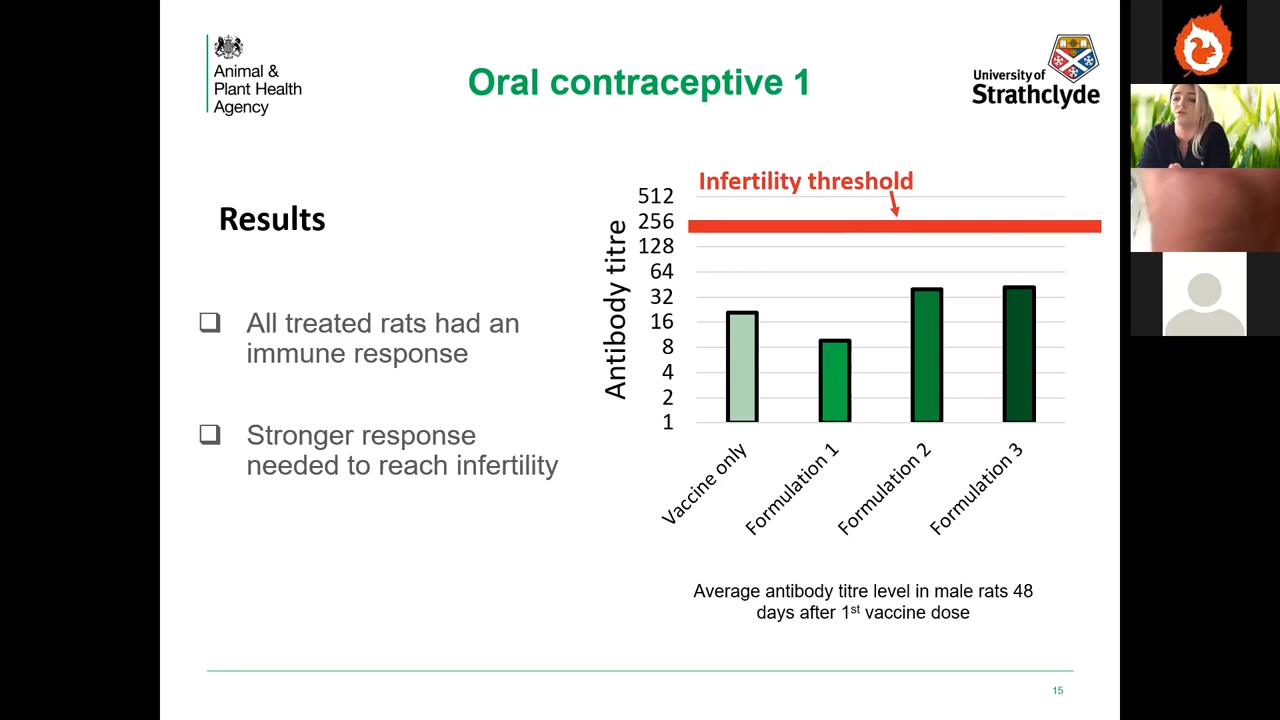 Animal &
Plant Health
Agency
Oral contraceptive 1
University of
Strathclyde
Results
All treated rats had an
immune response
Stronger response
needed to reach infertility
Infertility threshold
Antibody titre
512
256
128
64
32
16
8
4
2
1
Vaccine only
Formulation 1
Formulation 2
Formulation 3
Average antibody titre level in male rats 48
days after 1st vaccine dose
15